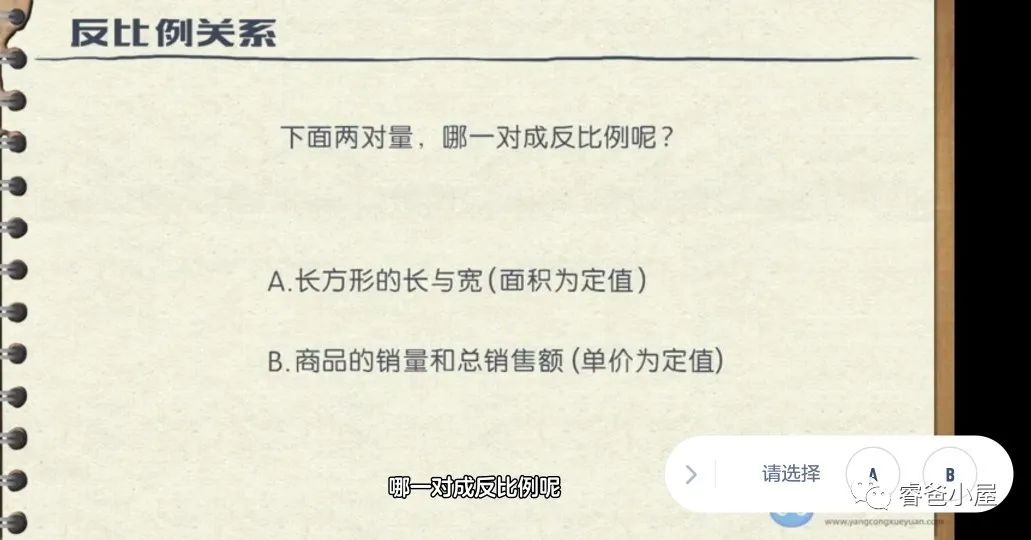 反比例关系
下面两对量，哪一对成反比例呢？
A.长方形的长与宽(面积为定值)
B.商品的销量和总销售额(单价为定值)
哪一对成反比例呢
请选择
A
B
睿爸小屋
www.yangcongxueyuan.com